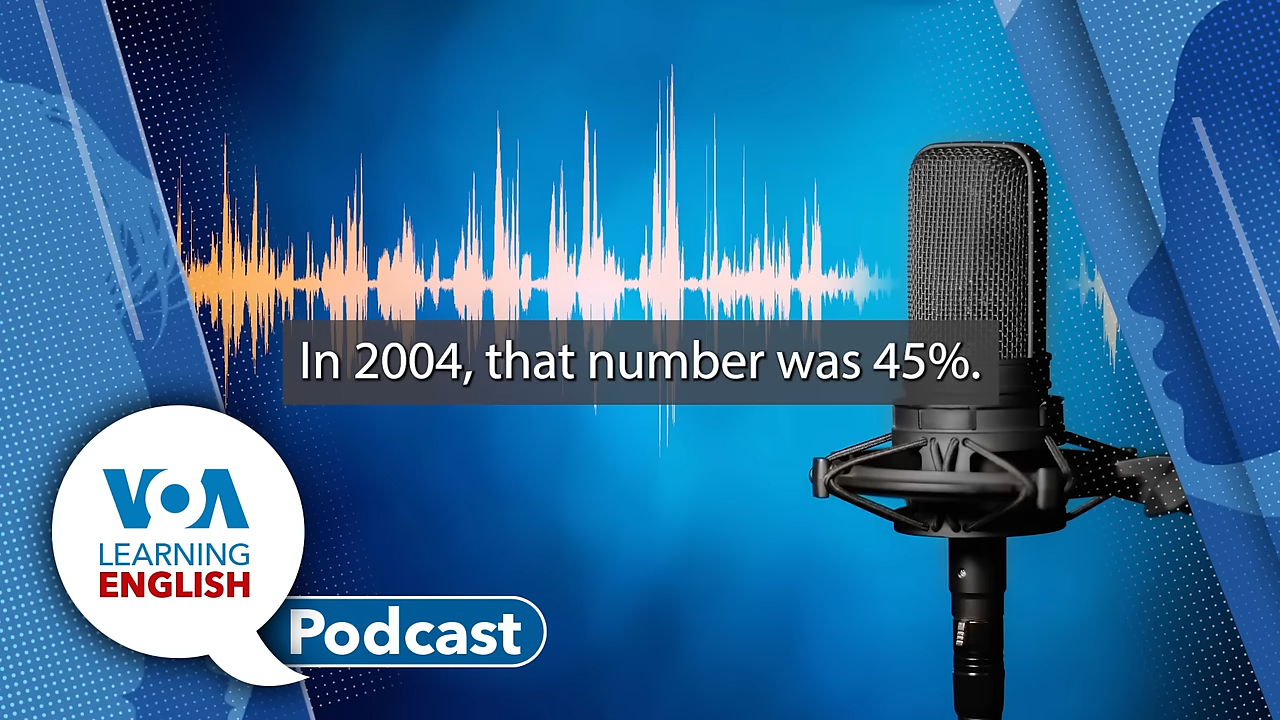 In 2004, that number was 45%.
VOA
LEARNING
ENGLISH
Podcast